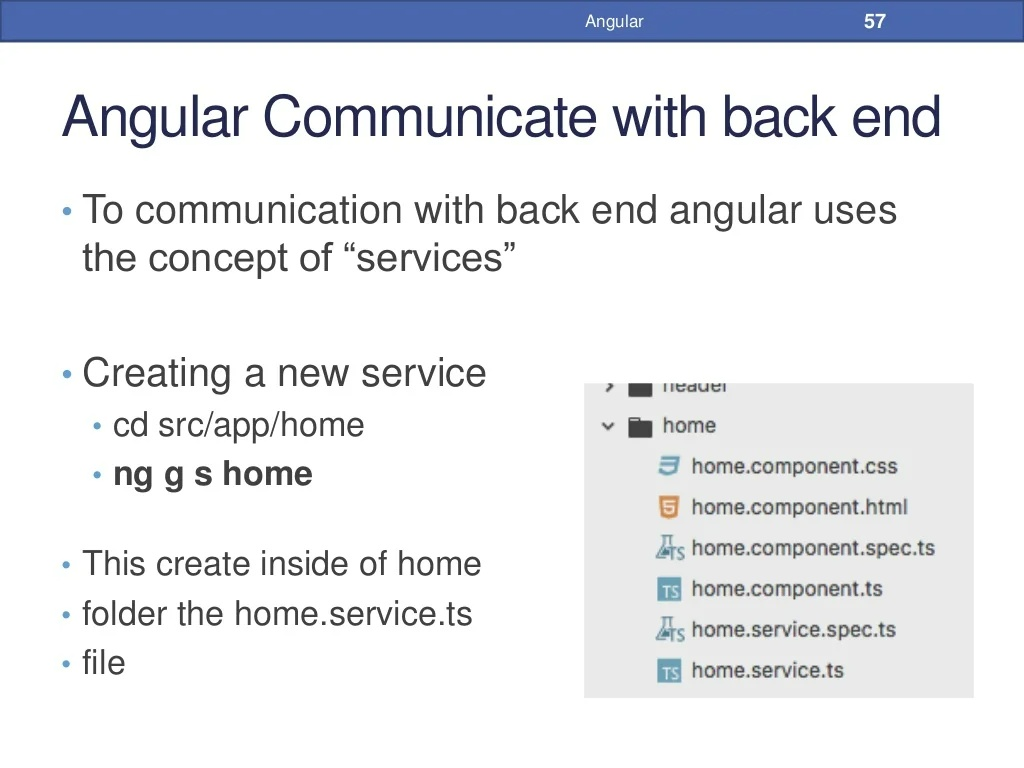 Angular
57
Angular Communicate with back end
• To communication with back end angular uses
the concept of “services”
• Creating a new service
• cd src/app/home
• ng g s home
• This create inside of home
• folder the home.service.ts
• file
header
home
home.component.css
home.component.html
home.component.spec.ts
home.component.ts
home.service.spec.ts
home.service.ts